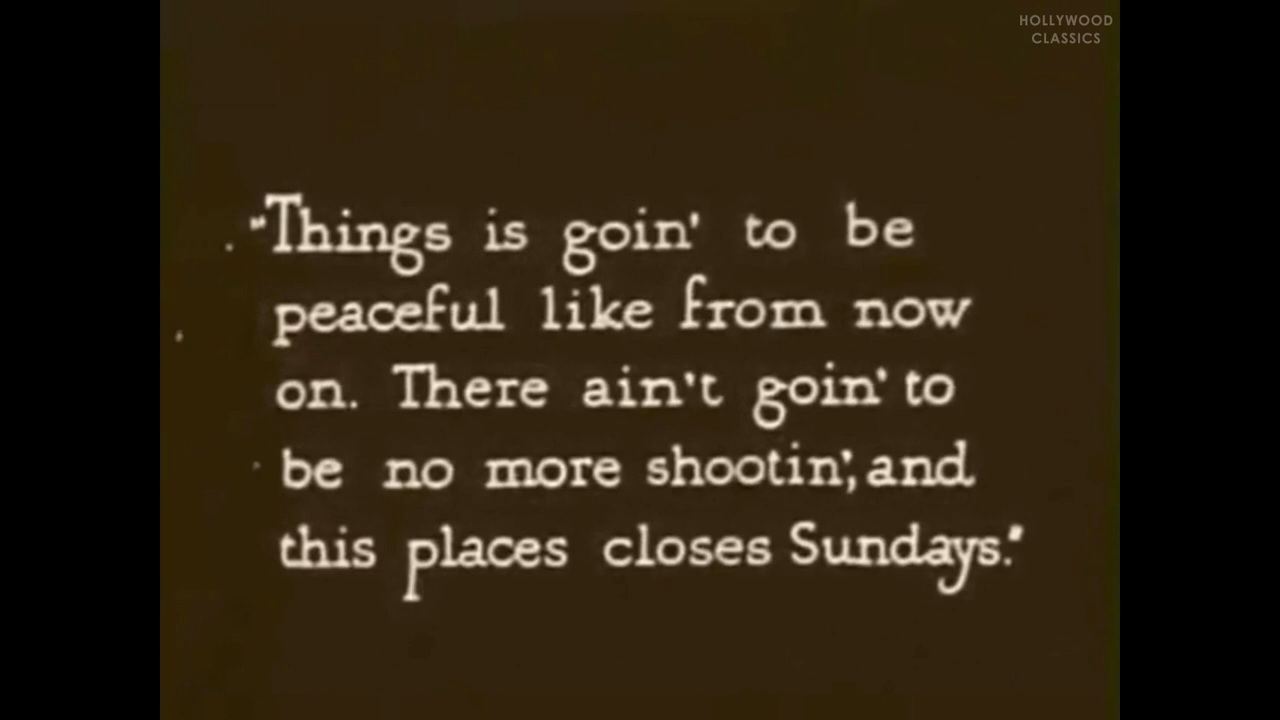 HOLLYWOOD
CLASSICS
"Things is goin' to be
peaceful like from now
on. There ain't goin' to
be no more shootin', and
this places closes Sundays."